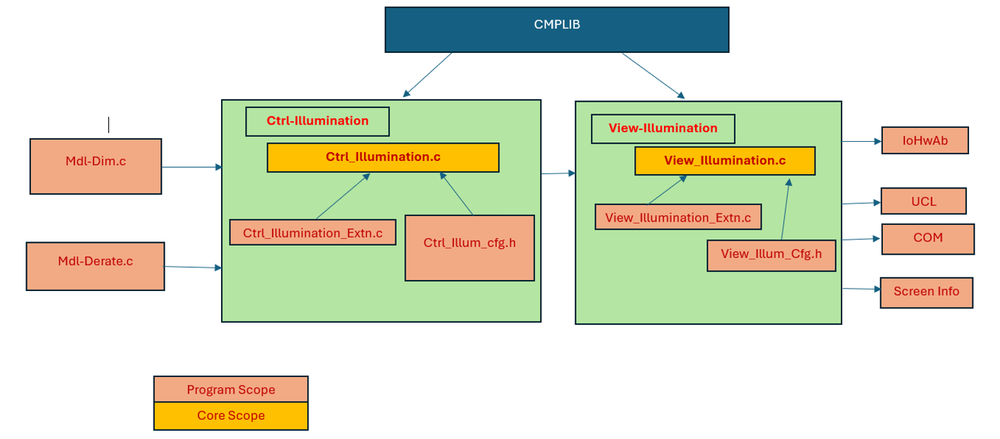 CMPLIB
Ctrl-Illumination
View-Illumination
Ctrl_Illumination.c
View_Illumination.c
Mdl-Dim.c
IoHwAb
Ctrl_Illumination_Extn.c
Ctrl_Illum_cfg.h
View_Illumination_Extn.c
View_Illum_Cfg.h
UCL
COM
Mdl-Derate.c
Screen Info
Program Scope
Core Scope